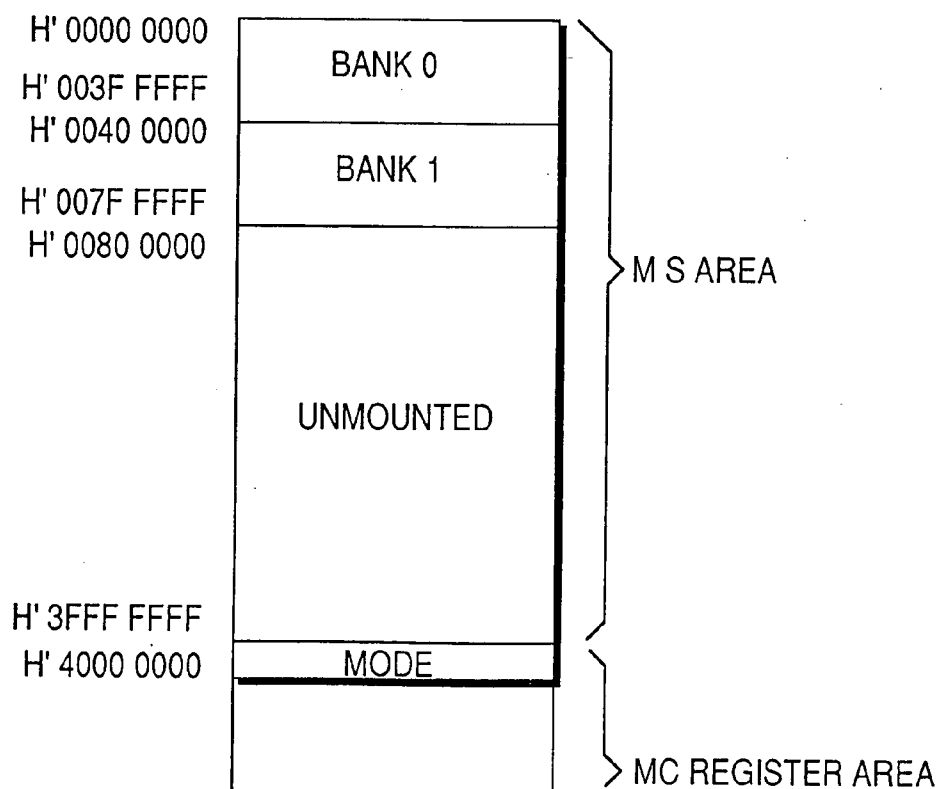 H' 0000 0000
BANK 0
H' 003F FFFF
H' 0040 0000
BANK 1
H' 007F FFFF
H' 0080 0000
M S AREA
UNMOUNTED
H' 3FFF FFFF
H' 4000 0000
MODE
MC REGISTER AREA